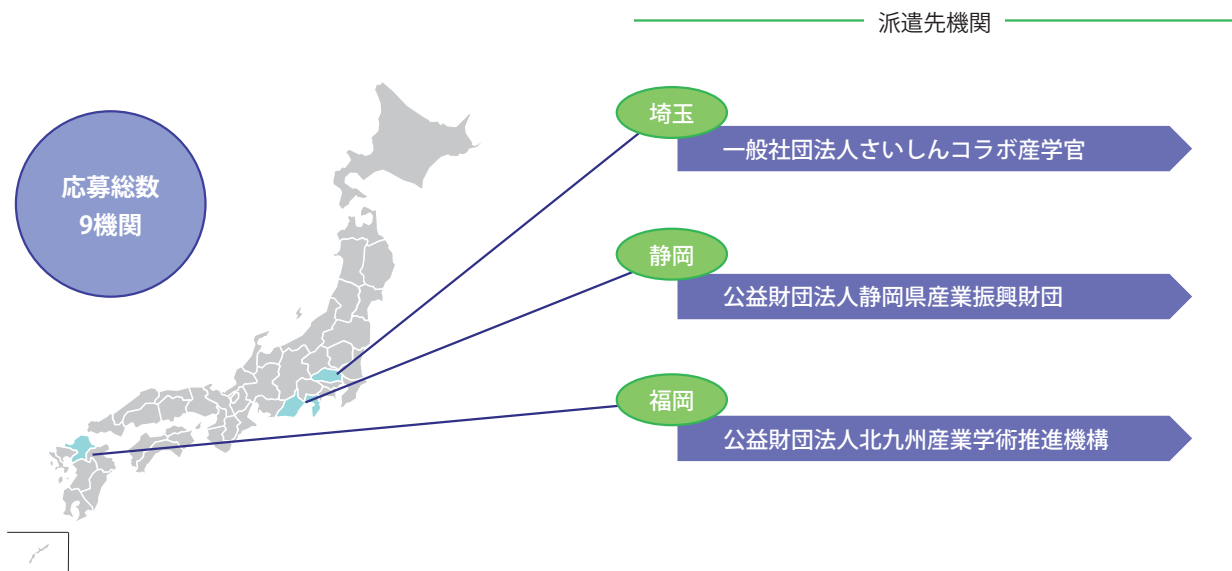 派遣先機関
応募総数
9機関
埼玉
一般社団法人さいしんコラボ産学官
静岡
公益財団法人静岡県産業振興財団
福岡
公益財団法人北九州産業学術推進機構